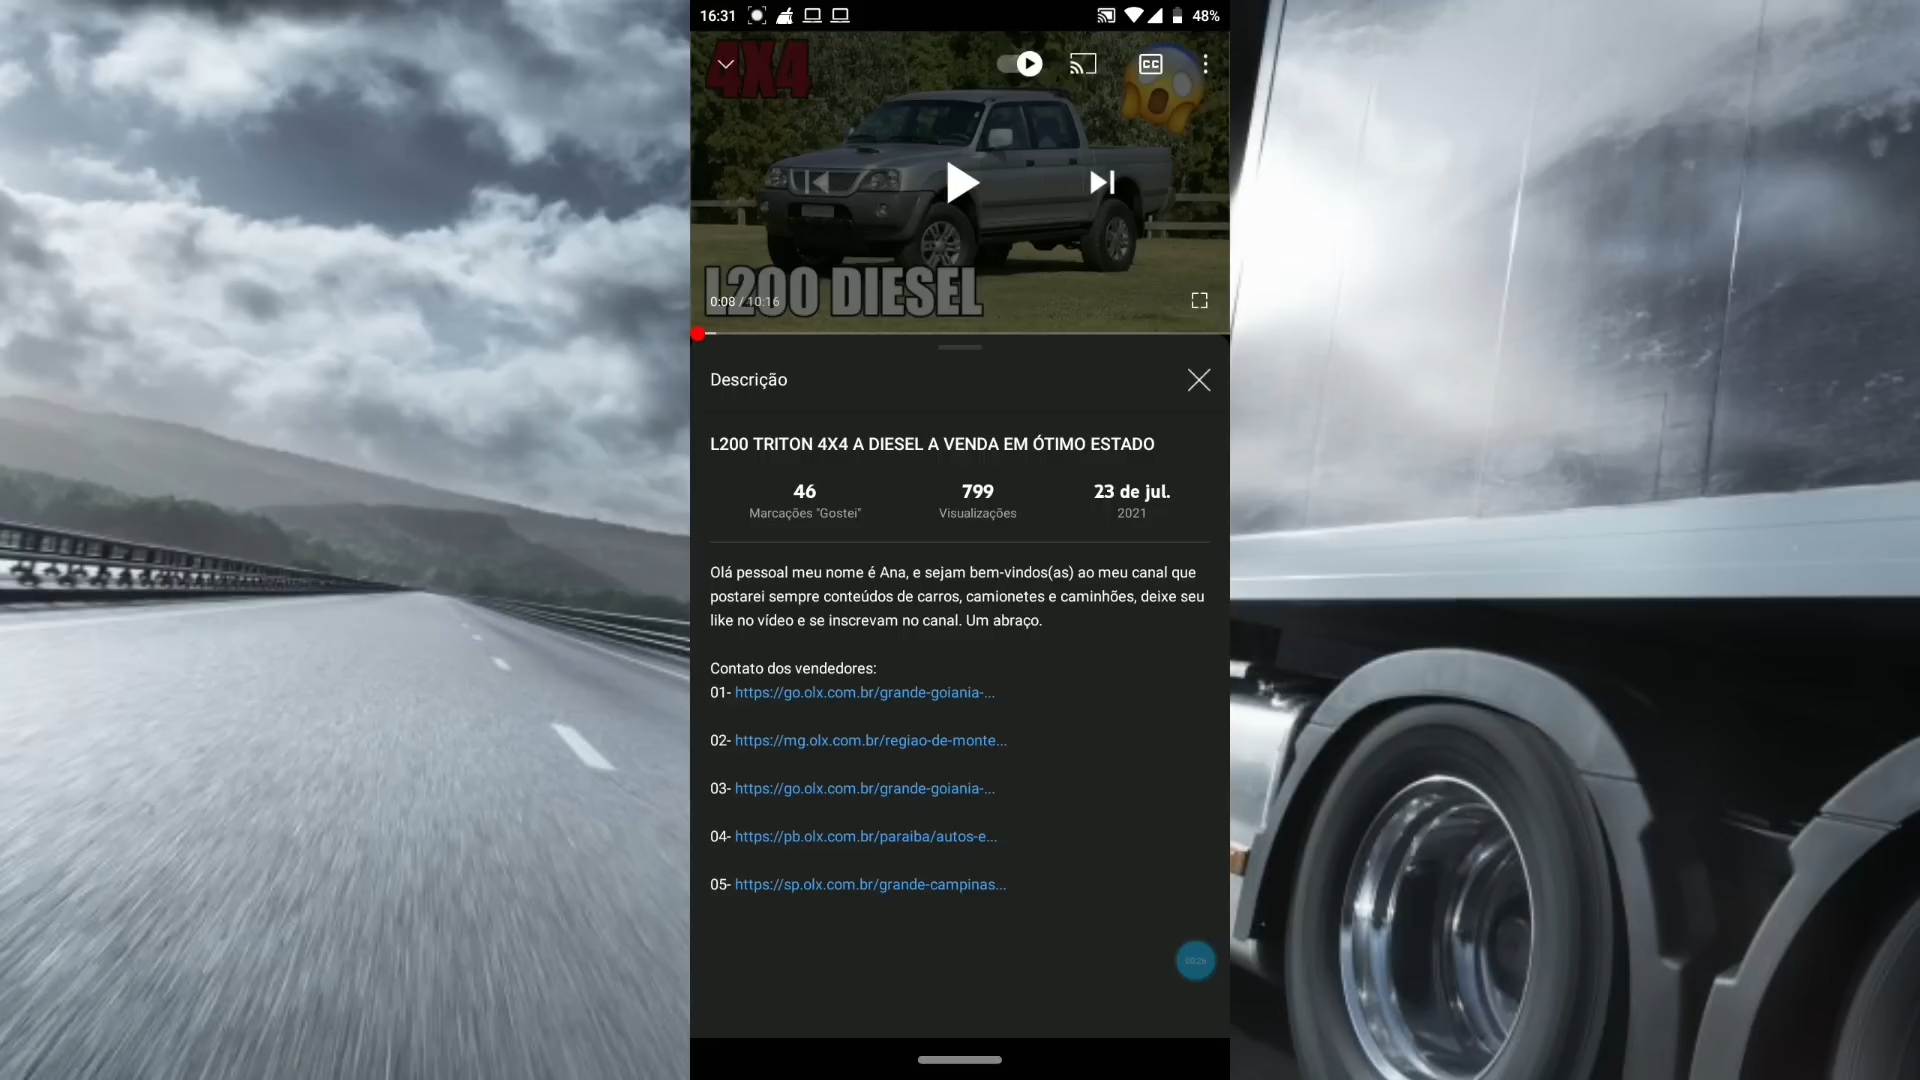 16:31
48%
4X4
CC
L200 DIESEL
0:08 / 10:16
Descrição
L200 TRITON 4X4 A DIESEL A VENDA EM ÓTIMO ESTADO
46
799
23 de jul.
Marcações "Gostei"
Visualizações
2021
Olá pessoal meu nome é Ana, e sejam bem-vindos(as) ao meu canal que
postarei sempre conteúdos de carros, camionetes e caminhões, deixe seu
like no vídeo e se inscrevam no canal. Um abraço.
Contato dos vendedores:
01- https://go.olx.com.br/grande-goiania-...
02- https://mg.olx.com.br/regiao-de-monte...
03- https://go.olx.com.br/grande-goiania-...
04- https://pb.olx.com.br/paraiba/autos-e...
05- https://sp.olx.com.br/grande-campinas...
00:26